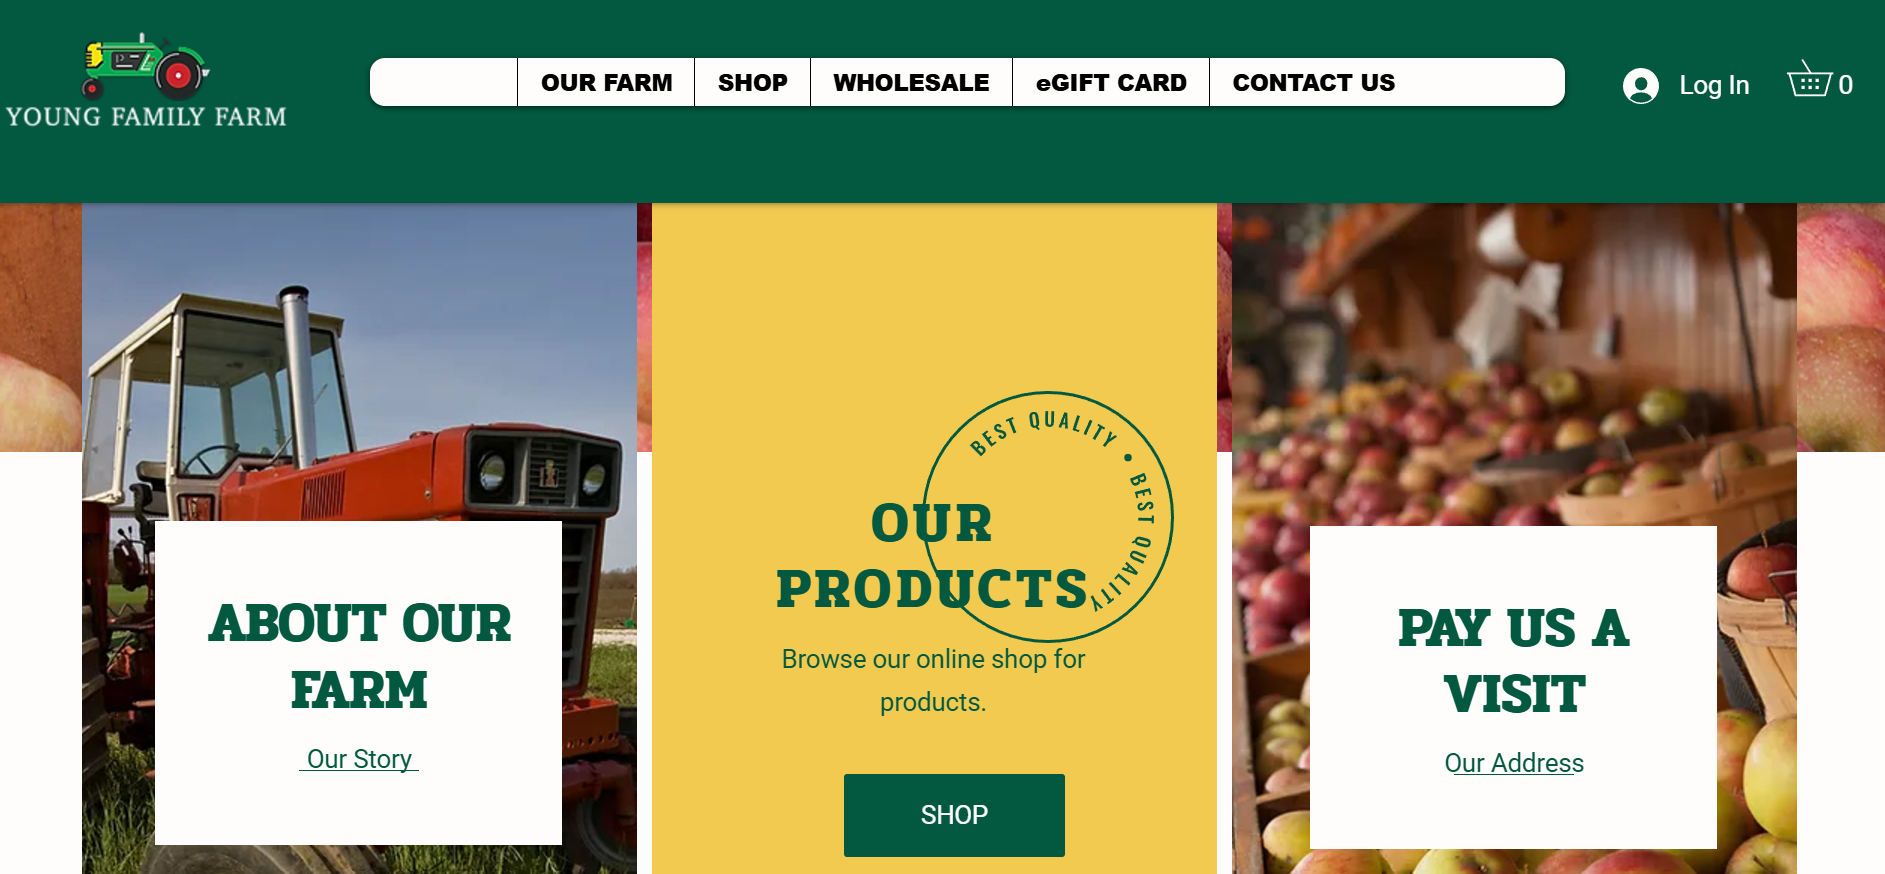 YOUNG FAMILY FARM
OUR FARM
SHOP
WHOLESALE
eGIFT CARD
CONTACT US
Log In
0
BEST QUALITY • BEST QUALITY
OUR
PRODUCTS
Browse our online shop for
products.
SHOP
ABOUT OUR
FARM
Our Story
PAY US A
VISIT
Our Address